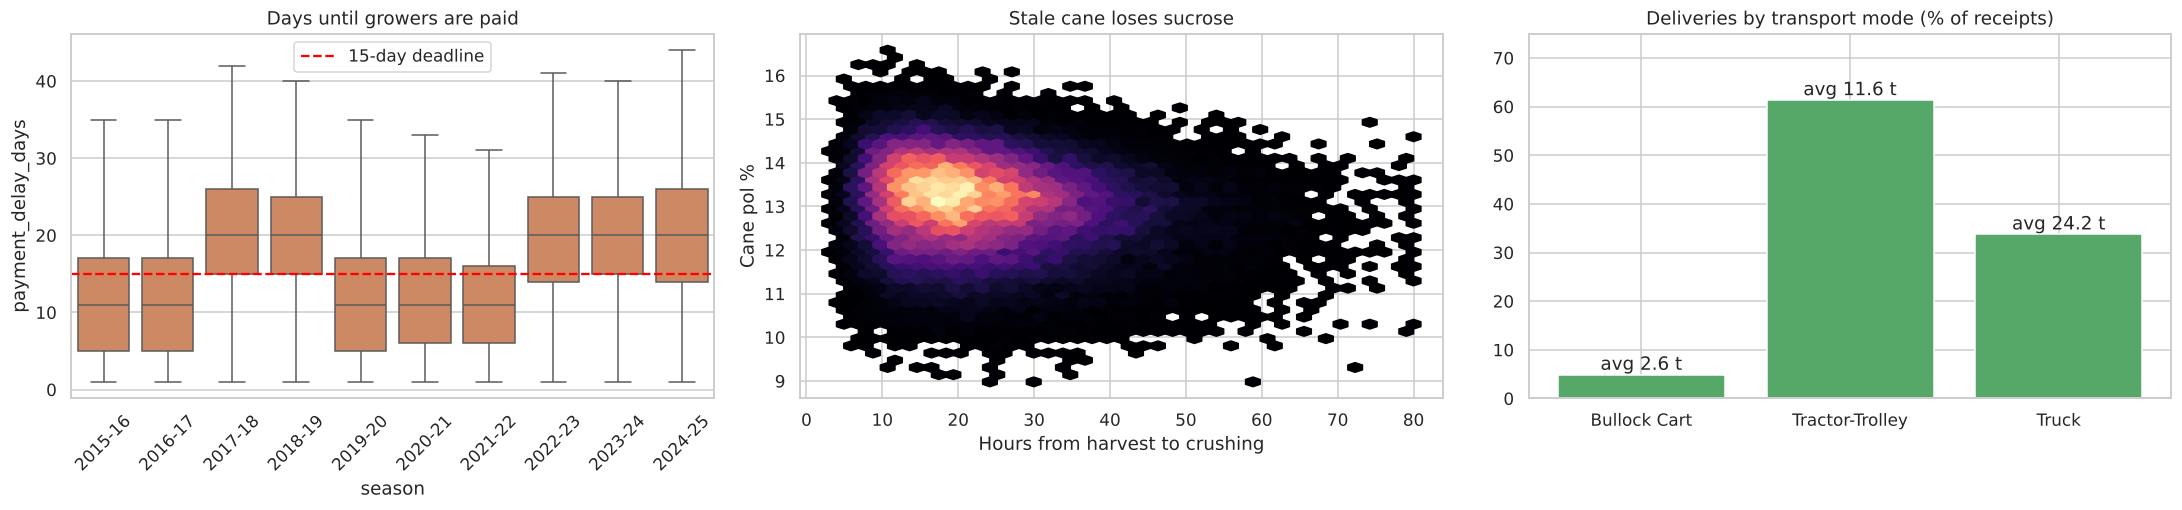 Days until growers are paid
15-day deadline
payment_delay_days
40
30
20
10
0
2015-16
2016-17
2017-18
2018-19
2019-20
2020-21
2021-22
2022-23
2023-24
2024-25
season
Stale cane loses sucrose
Cane pol %
16
15
14
13
12
11
10
9
0 10 20 30 40 50 60 70 80
Hours from harvest to crushing
Deliveries by transport mode (% of receipts)
70
60
50
40
30
20
10
0
avg 2.6 t
avg 11.6 t
avg 24.2 t
Bullock Cart Tractor-Trolley Truck